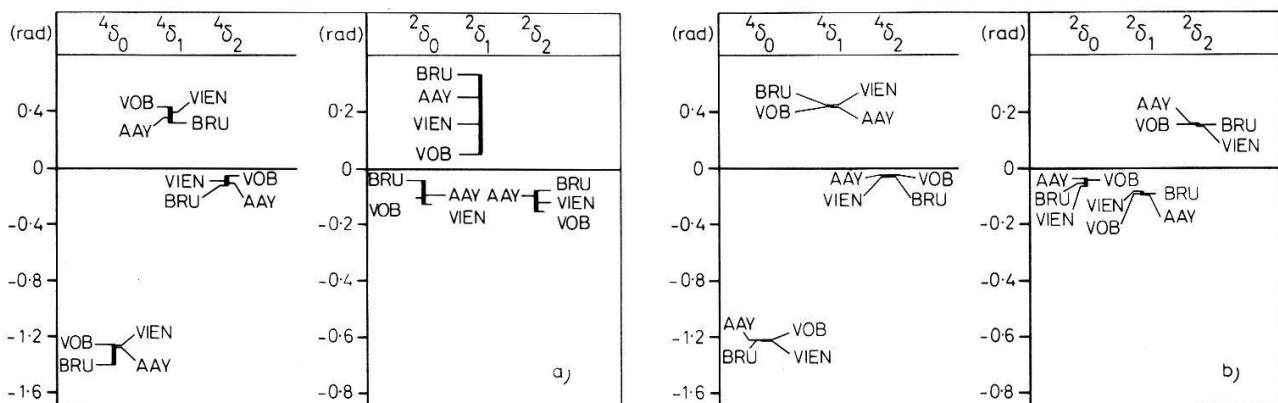 (rad) ⁴δ₀ ⁴δ₁ ⁴δ₂ (rad) ²δ₀ ²δ₁ ²δ₂ (rad) ⁴δ₀ ⁴δ₁ ⁴δ₂ (rad) ²δ₀ ²δ₁ ²δ₂
BRU
BRU VIEN
VOB VIEN AAY AAY
0·4 0·2 0·4 VOB AAY 0·2
AAY BRU VIEN VOB BRU
VOB VIEN
0 0 0 0
VIEN VOB BRU AAY AAY BRU AAY VOB AAY VOB
BRU AAY VIEN VIEN BRU BRU VIEN BRU
VOB VIEN VOB VIEN VOB AAY
-0·4 -0·2 -0·4 -0·2
-0·8 -0·4 -0·8 -0·4
VOB VIEN AAY VOB
-1·2 -0·6 -1·2 -0·6
BRU AAY BRU VIEN
a) b)
-1·6 -0·8 -1·6 -0·8